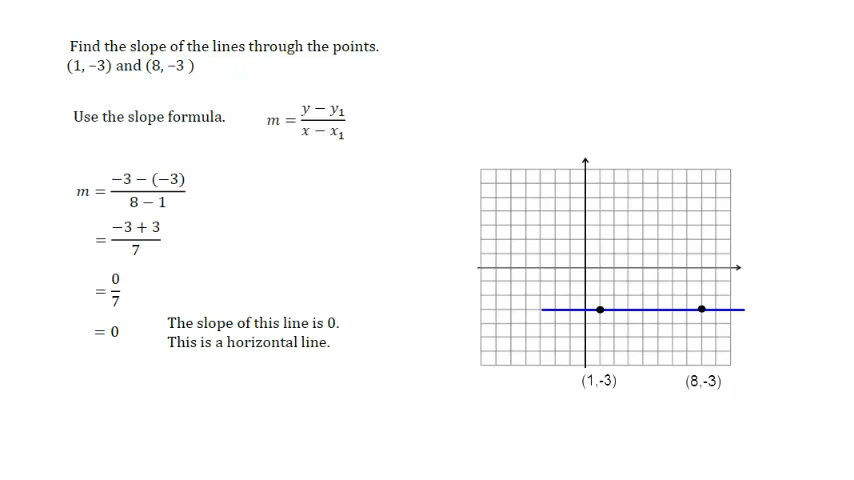 Find the slope of the lines through the points.
(1, −3) and (8, −3 )
Use the slope formula. m = (y − y₁)/(x − x₁)
m = (−3 − (−3))/(8 − 1)
= (−3 + 3)/7
= 0/7
= 0
The slope of this line is 0.
This is a horizontal line.
(1,-3) (8,-3)